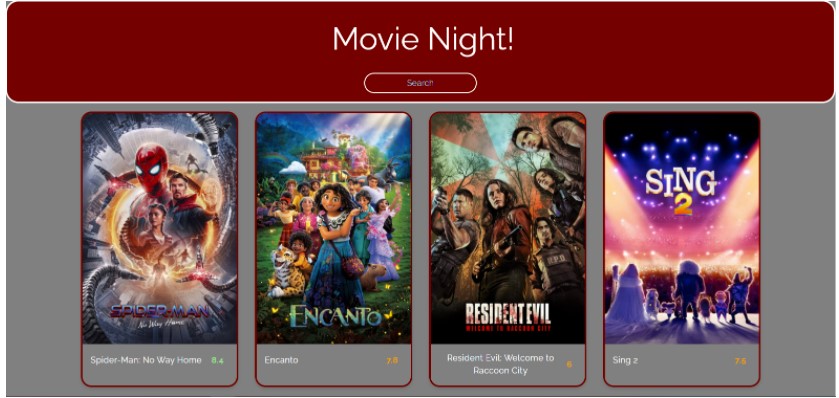 Movie Night!
Search
SPIDER-MAN
No Way Home
ENCANTO
R.P.D.
RESIDENT EVIL
WELCOME TO RACCOON CITY
SING
2
Spider-Man: No Way Home 8.4
Encanto 7.8
Resident Evil: Welcome to
Raccoon City 6
Sing 2 7.5